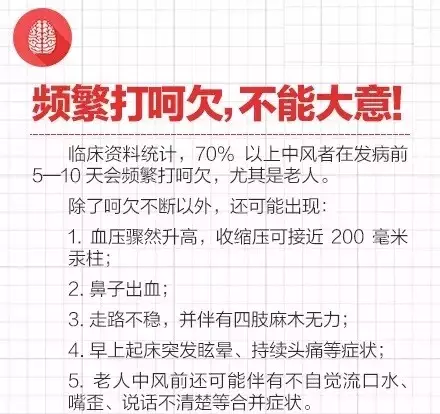 频繁打呵欠,不能大意!
临床资料统计，70% 以上中风者在发病前
5—10 天会频繁打呵欠，尤其是老人。
除了呵欠不断以外，还可能出现：
1. 血压骤然升高，收缩压可接近 200 毫米
汞柱；
2. 鼻子出血；
3. 走路不稳，并伴有四肢麻木无力；
4. 早上起床突发眩晕、持续头痛等症状；
5. 老人中风前还可能伴有不自觉流口水、
嘴歪、说话不清楚等合并症状。